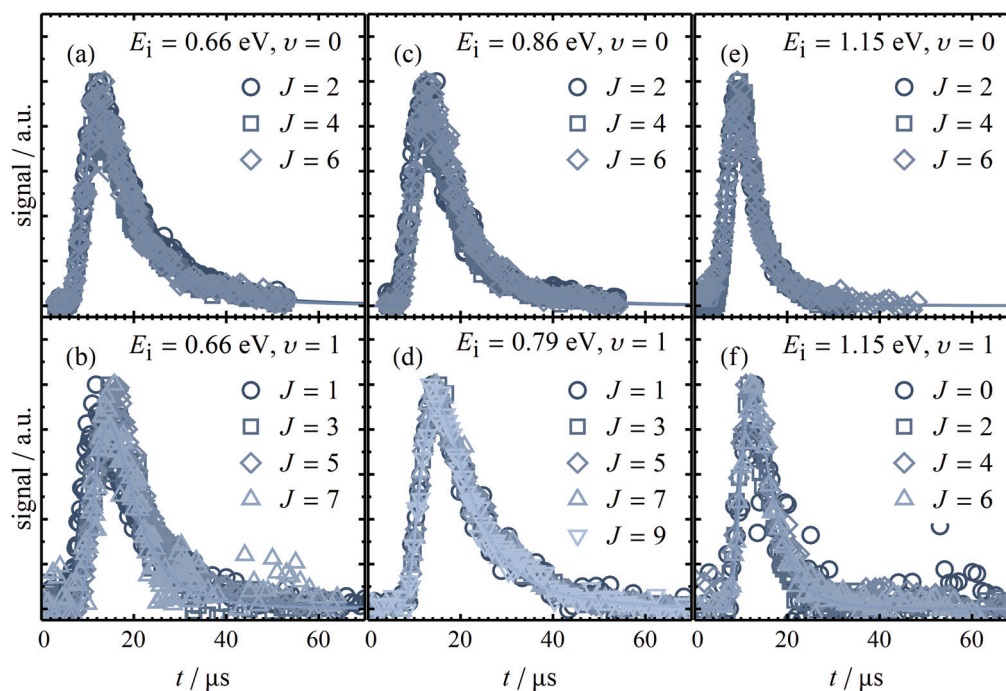 (a) E_i = 0.66 eV, υ = 0
J = 2
J = 4
J = 6
(c) E_i = 0.86 eV, υ = 0
J = 2
J = 4
J = 6
(e) E_i = 1.15 eV, υ = 0
J = 2
J = 4
J = 6
signal / a.u.
(b) E_i = 0.66 eV, υ = 1
J = 1
J = 3
J = 5
J = 7
(d) E_i = 0.79 eV, υ = 1
J = 1
J = 3
J = 5
J = 7
J = 9
(f) E_i = 1.15 eV, υ = 1
J = 0
J = 2
J = 4
J = 6
signal / a.u.
0 20 40 60 0 20 40 60 0 20 40 60
t / μs t / μs t / μs